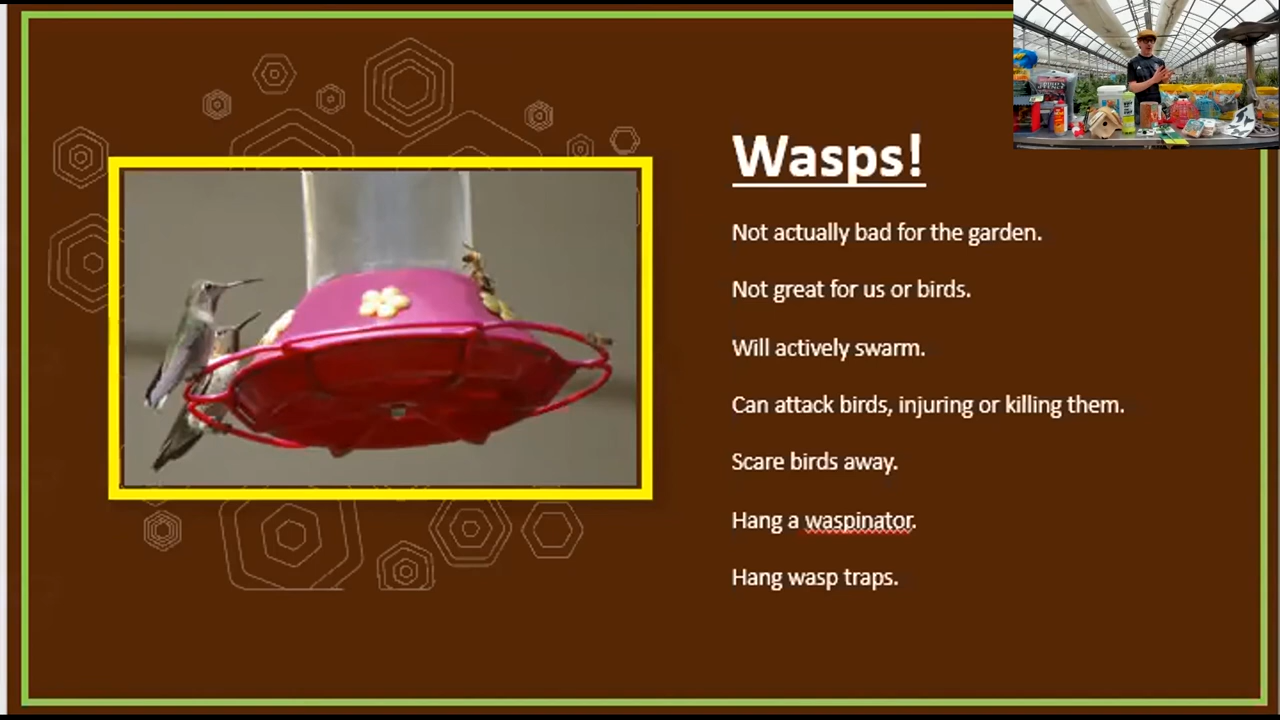 Wasps!
Not actually bad for the garden.
Not great for us or birds.
Will actively swarm.
Can attack birds, injuring or killing them.
Scare birds away.
Hang a waspinator.
Hang wasp traps.